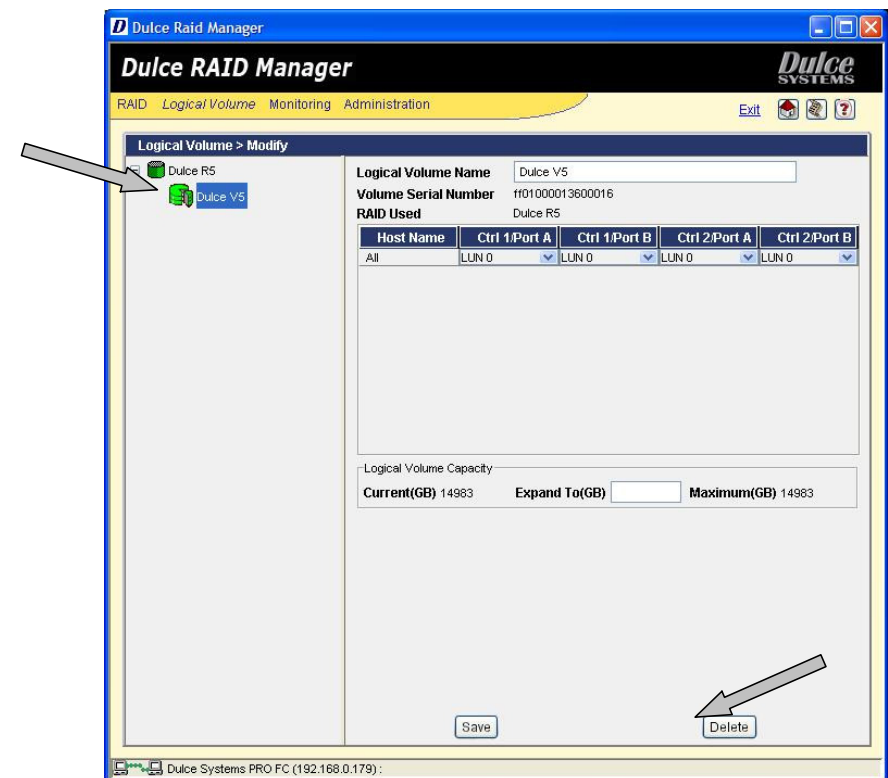 Dulce Raid Manager
Dulce RAID Manager
Dulce
SYSTEMS
RAID Logical Volume Monitoring Administration Exit
Logical Volume > Modify
Dulce R5
Dulce V5
Logical Volume Name Dulce V5
Volume Serial Number ff01000013600016
RAID Used Dulce R5
Host Name Ctrl 1/Port A Ctrl 1/Port B Ctrl 2/Port A Ctrl 2/Port B
All LUN 0 LUN 0 LUN 0 LUN 0
Logical Volume Capacity
Current(GB) 14983 Expand To(GB) Maximum(GB) 14983
Save Delete
Dulce Systems PRO FC (192.168.0.179) :